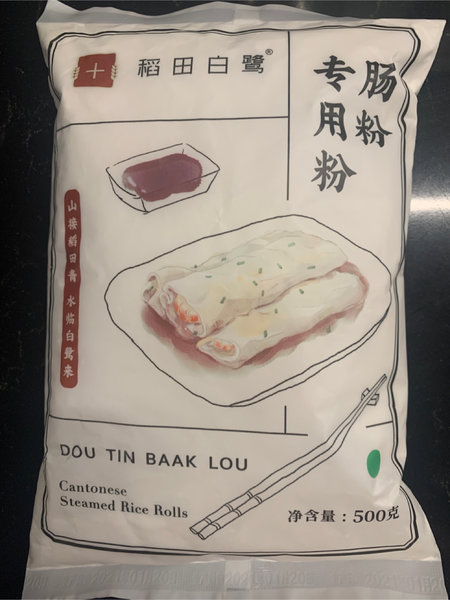 稻田白鹭®
肠粉
专用粉
山接稻田青 水临白鹭来
DOU TIN BAAK LOU
Cantonese
Steamed Rice Rolls
净含量：500克